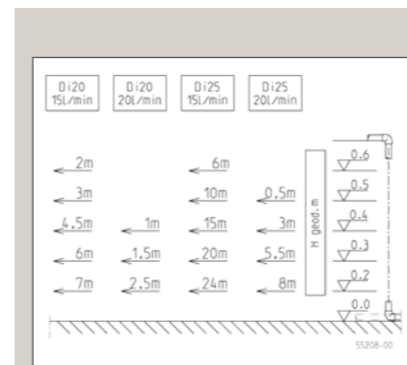 Di20 Di20 Di25 Di25
15l/min 20l/min 15l/min 20l/min
2m 6m 0.6
3m 10m 0.5m 0.5
4.5m 1m 15m 3m 0.4
6m 1.5m 20m 5.5m 0.3
7m 2.5m 24m 8m 0.2
H geod.m
0.0
55208-00